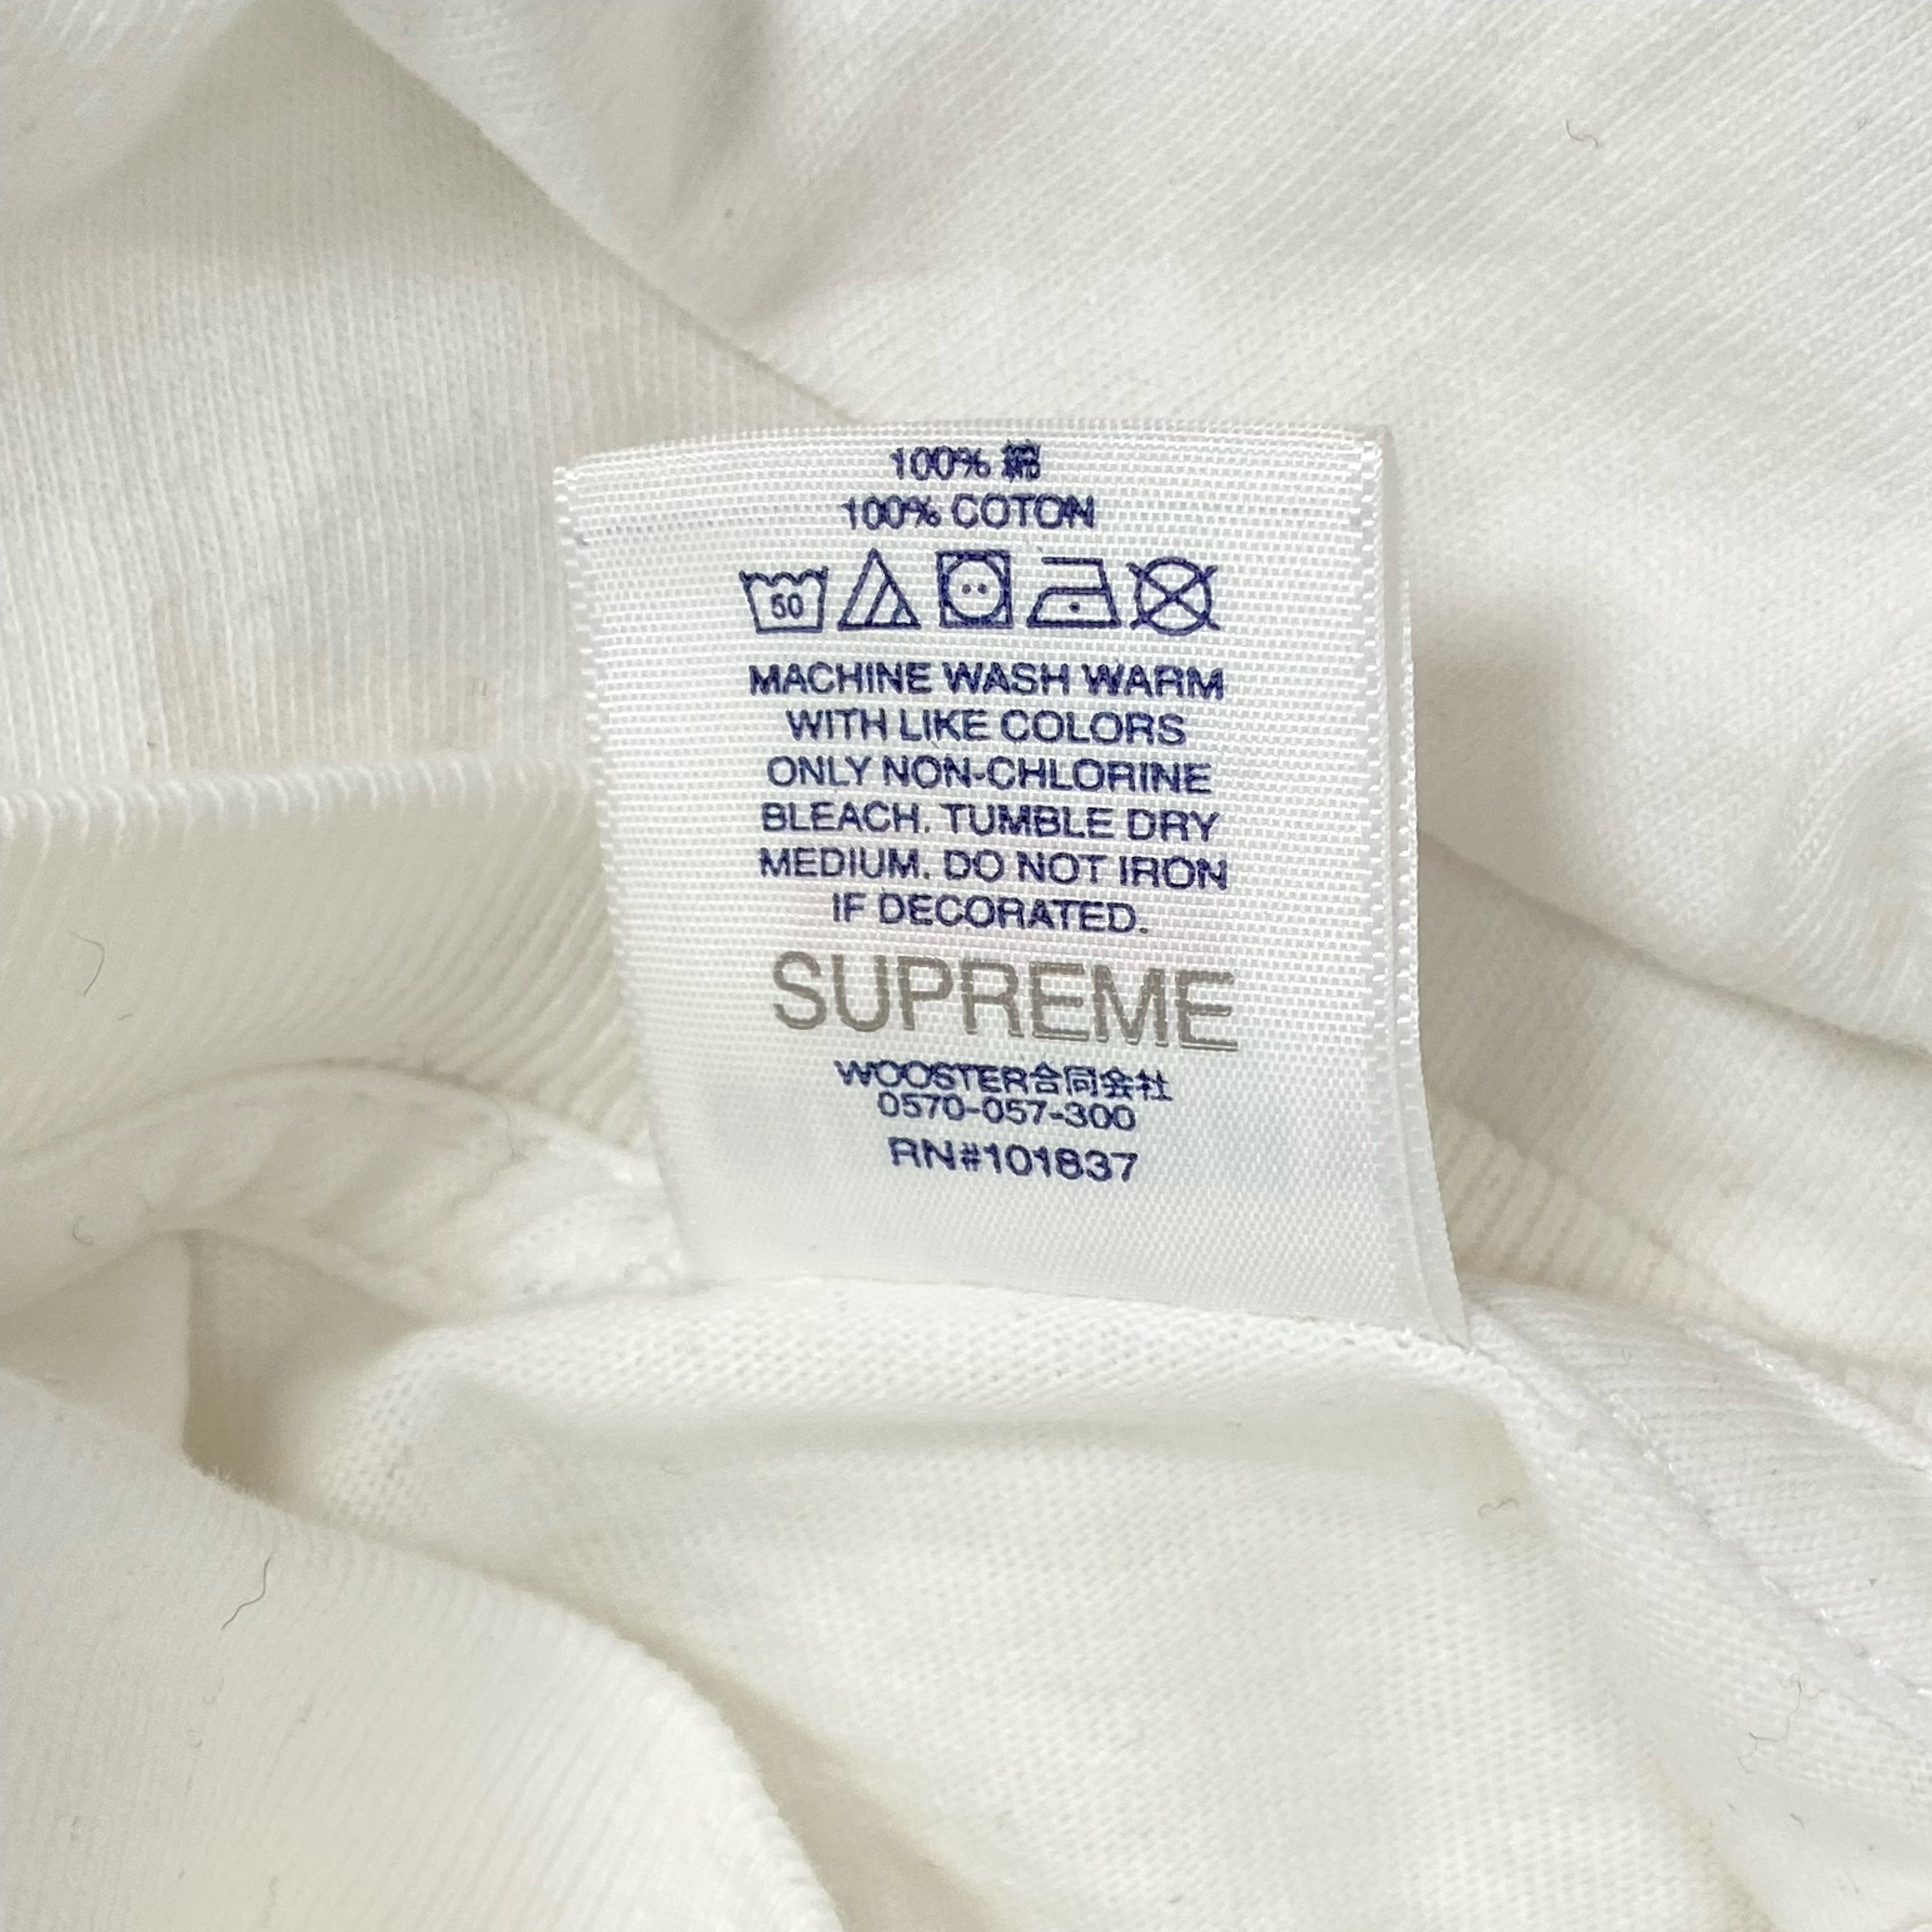 100% 綿
100% COTON
50
MACHINE WASH WARM
WITH LIKE COLORS
ONLY NON-CHLORINE
BLEACH. TUMBLE DRY
MEDIUM. DO NOT IRON
IF DECORATED.
SUPREME
WOOSTER合同会社
0570-057-300
RN#101837